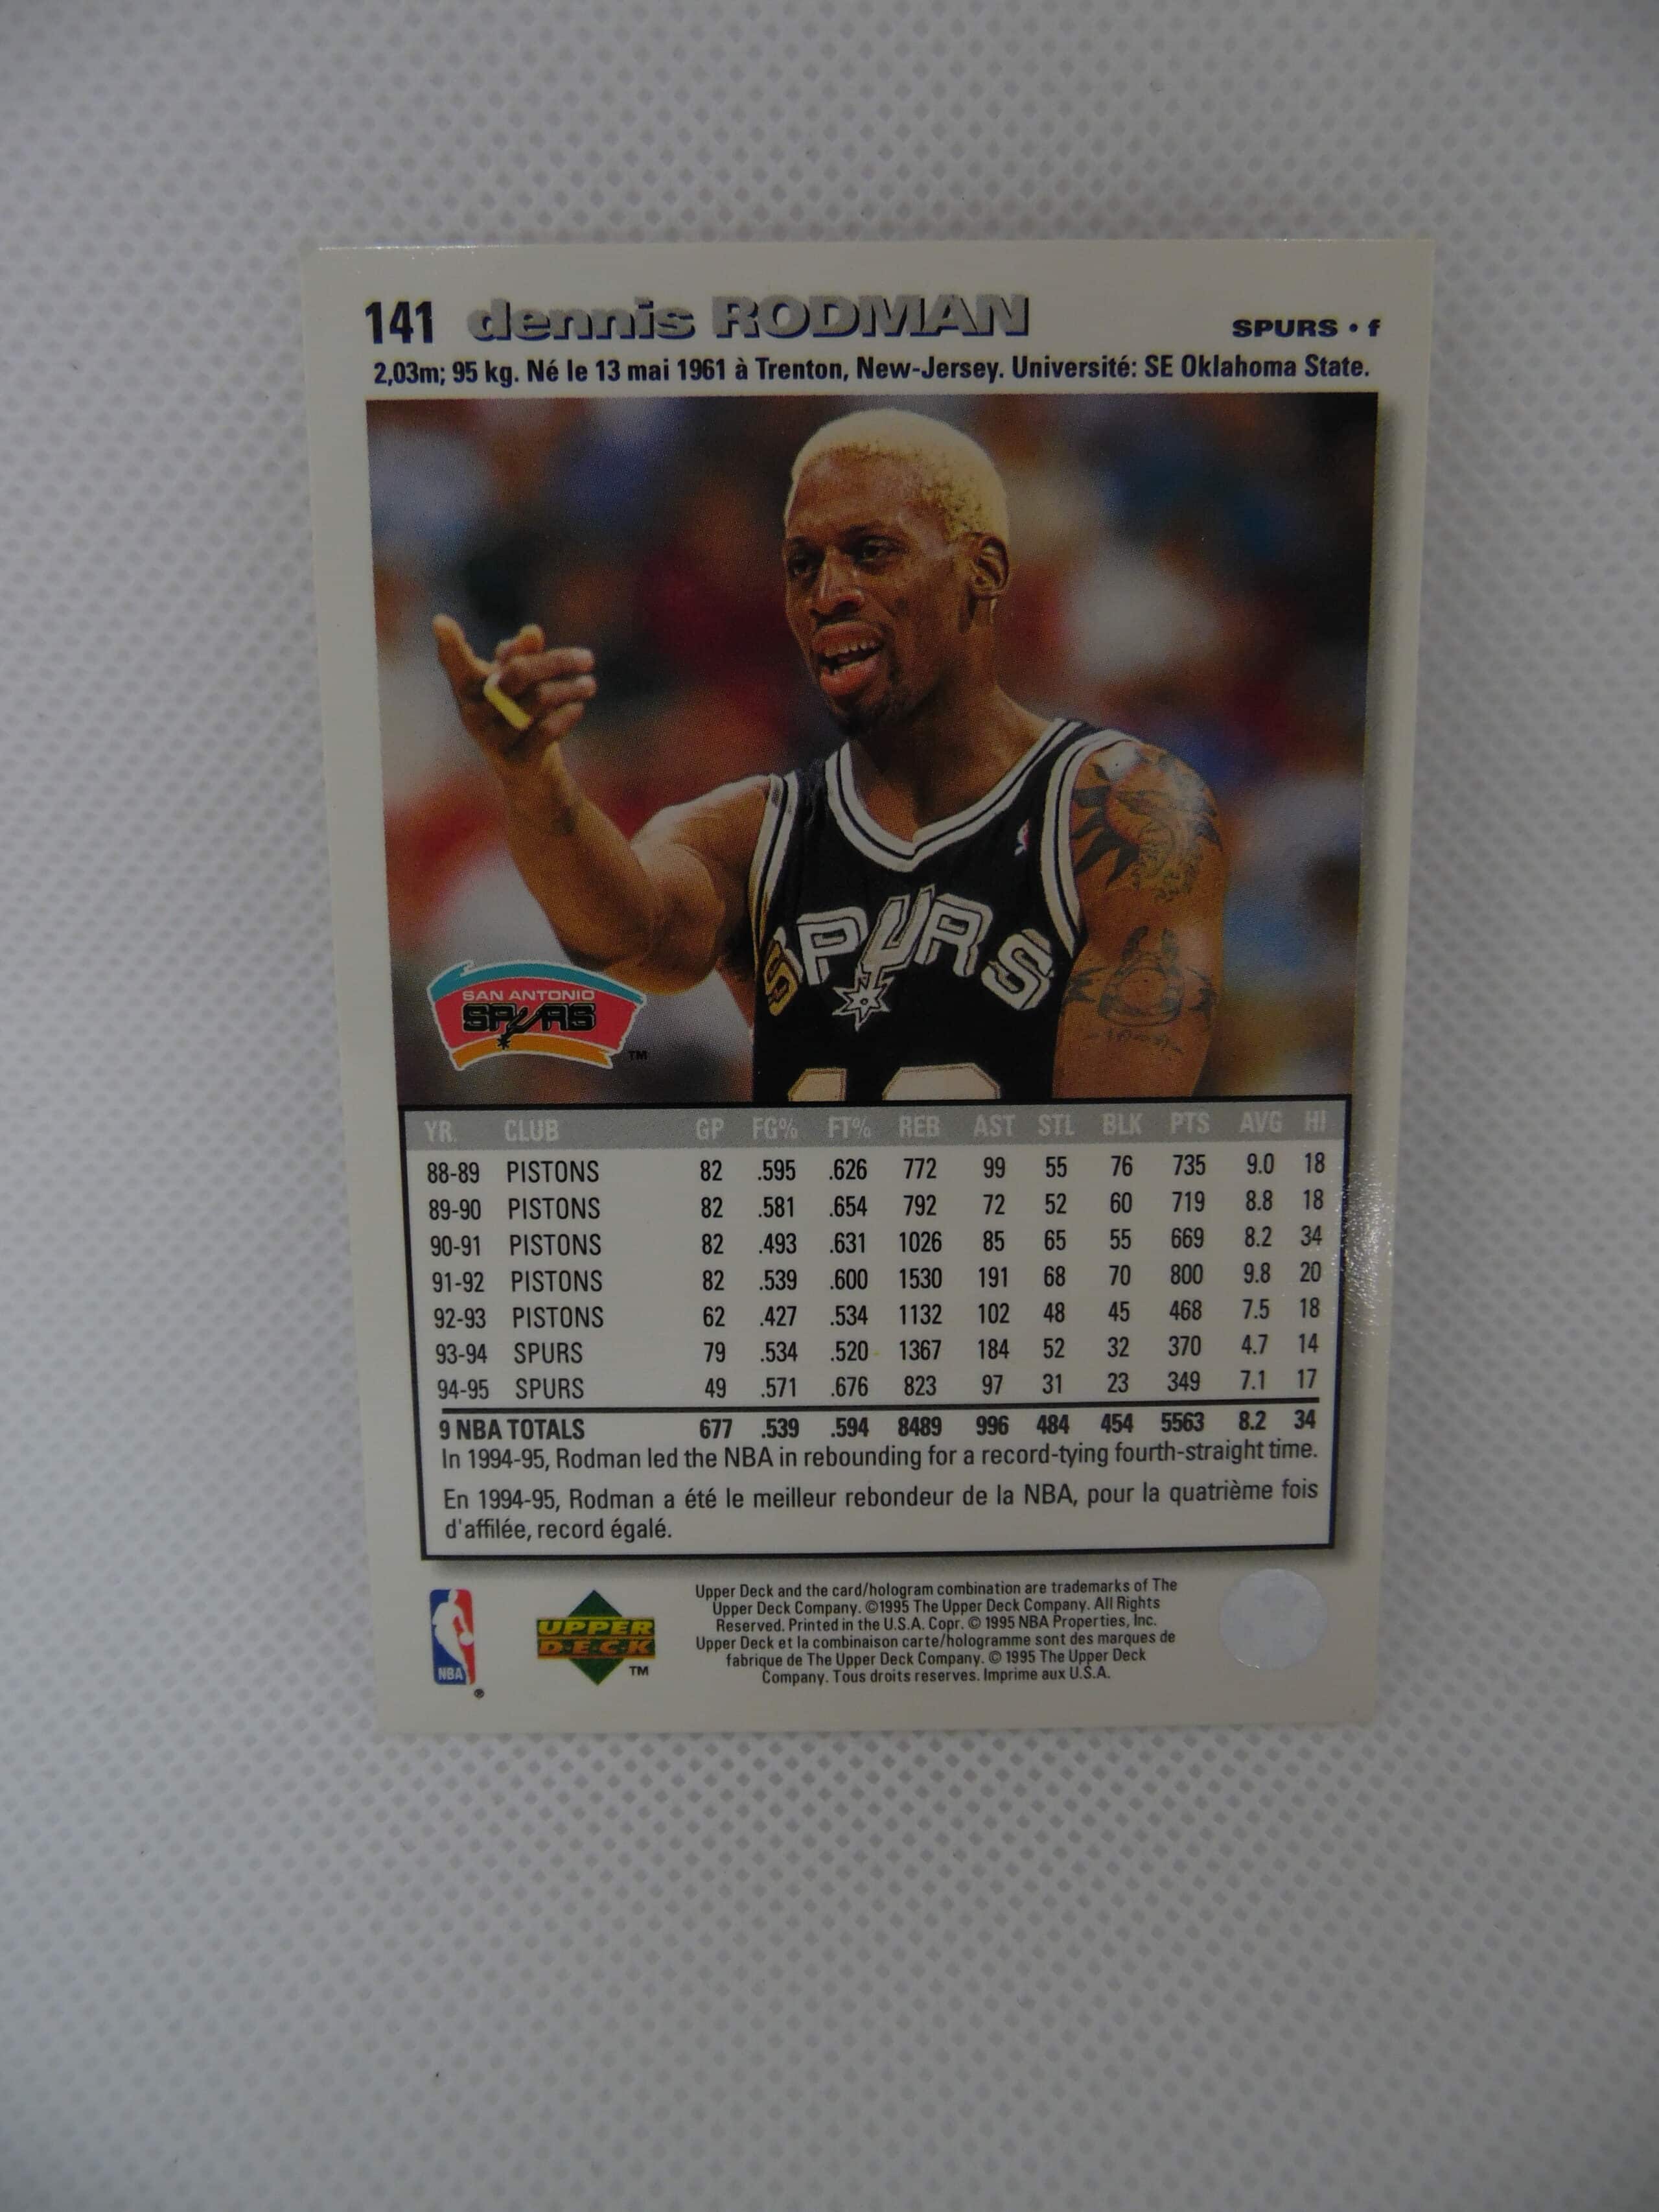 141 dennis RODMAN SPURS • f
2,03m; 95 kg. Né le 13 mai 1961 à Trenton, New-Jersey. Université: SE Oklahoma State.
SPURS
SAN ANTONIO
SPURS
TM
YR. CLUB GP FG% FT% REB AST STL BLK PTS AVG HI
88-89 PISTONS 82 .595 .626 772 99 55 76 735 9.0 18
89-90 PISTONS 82 .581 .654 792 72 52 60 719 8.8 18
90-91 PISTONS 82 .493 .631 1026 85 65 55 669 8.2 34
91-92 PISTONS 82 .539 .600 1530 191 68 70 800 9.8 20
92-93 PISTONS 62 .427 .534 1132 102 48 45 468 7.5 18
93-94 SPURS 79 .534 .520 1367 184 52 32 370 4.7 14
94-95 SPURS 49 .571 .676 823 97 31 23 349 7.1 17
9 NBA TOTALS 677 .539 .594 8489 996 484 454 5563 8.2 34
In 1994-95, Rodman led the NBA in rebounding for a record-tying fourth-straight time.
En 1994-95, Rodman a été le meilleur rebondeur de la NBA, pour la quatrième fois
d'affilée, record égalé.
NBA
®
UPPER
DECK
TM
Upper Deck and the card/hologram combination are trademarks of The
Upper Deck Company. ©1995 The Upper Deck Company. All Rights
Reserved. Printed in the U.S.A. Copr. © 1995 NBA Properties, Inc.
Upper Deck et la combinaison carte/hologramme sont des marques de
fabrique de The Upper Deck Company. © 1995 The Upper Deck
Company. Tous droits reserves. Imprime aux U.S.A.